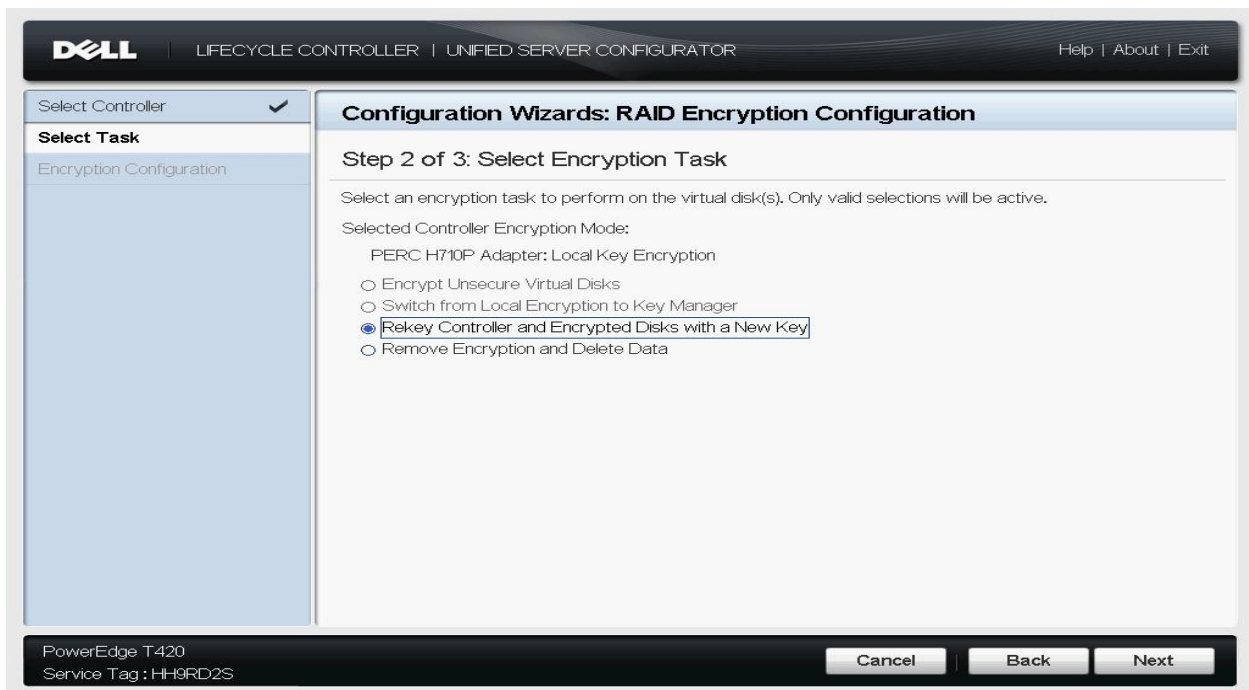 DELL LIFECYCLE CONTROLLER | UNIFIED SERVER CONFIGURATOR Help | About | Exit
Select Controller
Select Task
Encryption Configuration
Configuration Wizards: RAID Encryption Configuration
Step 2 of 3: Select Encryption Task
Select an encryption task to perform on the virtual disk(s). Only valid selections will be active.
Selected Controller Encryption Mode:
PERC H710P Adapter: Local Key Encryption
Encrypt Unsecure Virtual Disks
Switch from Local Encryption to Key Manager
Rekey Controller and Encrypted Disks with a New Key
Remove Encryption and Delete Data
PowerEdge T420
Service Tag : HH9RD2S
Cancel | Back Next